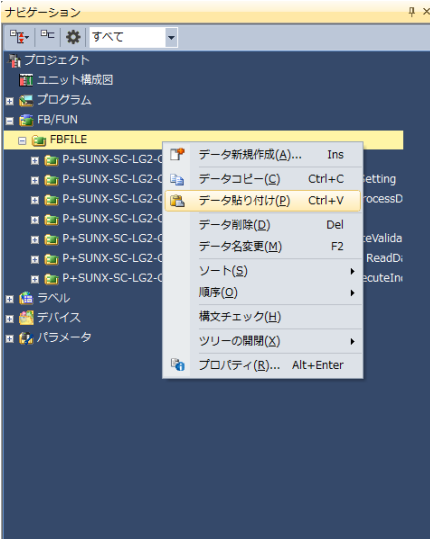 ナビゲーション
すべて
プロジェクト
ユニット構成図
プログラム
FB/FUN
FBFILE
P+SUNX-SC-LG2-C
P+SUNX-SC-LG2-C etting
P+SUNX-SC-LG2-C rocessD
P+SUNX-SC-LG2-C
P+SUNX-SC-LG2-C eValida
P+SUNX-SC-LG2-C ReadDa
P+SUNX-SC-LG2-C ecuteInd
ラベル
デバイス
パラメータ
データ新規作成(A)... Ins
データコピー(C) Ctrl+C
データ貼り付け(P) Ctrl+V
データ削除(D) Del
データ名変更(M) F2
ソート(S)
順序(O)
構文チェック(H)
ツリーの開閉(X)
プロパティ(R)... Alt+Enter